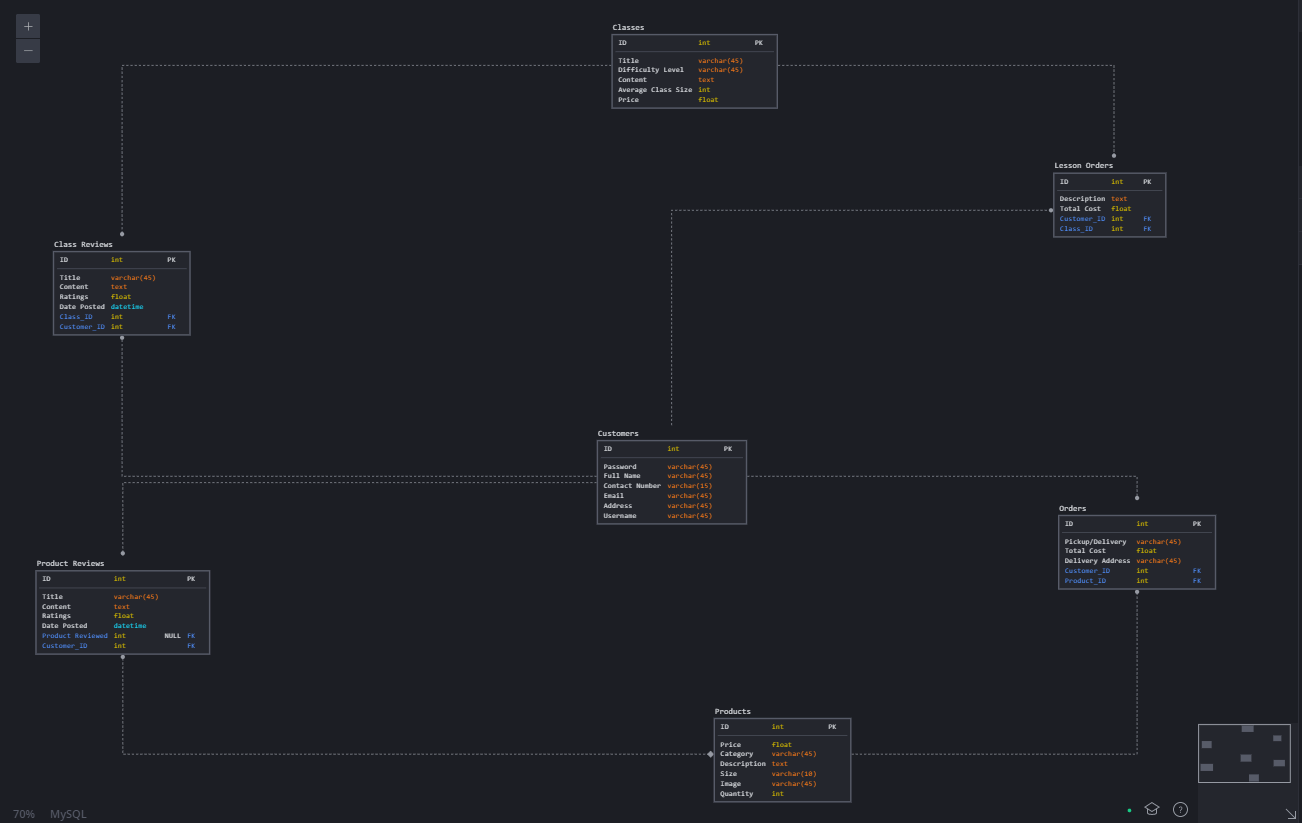 Classes
ID int PK
Title varchar(45)
Difficulty Level varchar(45)
Content text
Average Class Size int
Price float
Lesson Orders
ID int PK
Description text
Total Cost float
Customer_ID int FK
Class_ID int FK
Class Reviews
ID int PK
Title varchar(45)
Content text
Ratings float
Date Posted datetime
Class_ID int FK
Customer_ID int FK
Customers
ID int PK
Password varchar(45)
Full Name varchar(45)
Contact Number varchar(15)
Email varchar(45)
Address varchar(45)
Username varchar(45)
Orders
ID int PK
Pickup/Delivery varchar(45)
Total Cost float
Delivery Address varchar(45)
Customer_ID int FK
Product_ID int FK
Product Reviews
ID int PK
Title varchar(45)
Content text
Ratings float
Date Posted datetime
Product Reviewed int NULL FK
Customer_ID int FK
Products
ID int PK
Price float
Category varchar(45)
Description text
Size varchar(10)
Image varchar(45)
Quantity int
70% MySQL